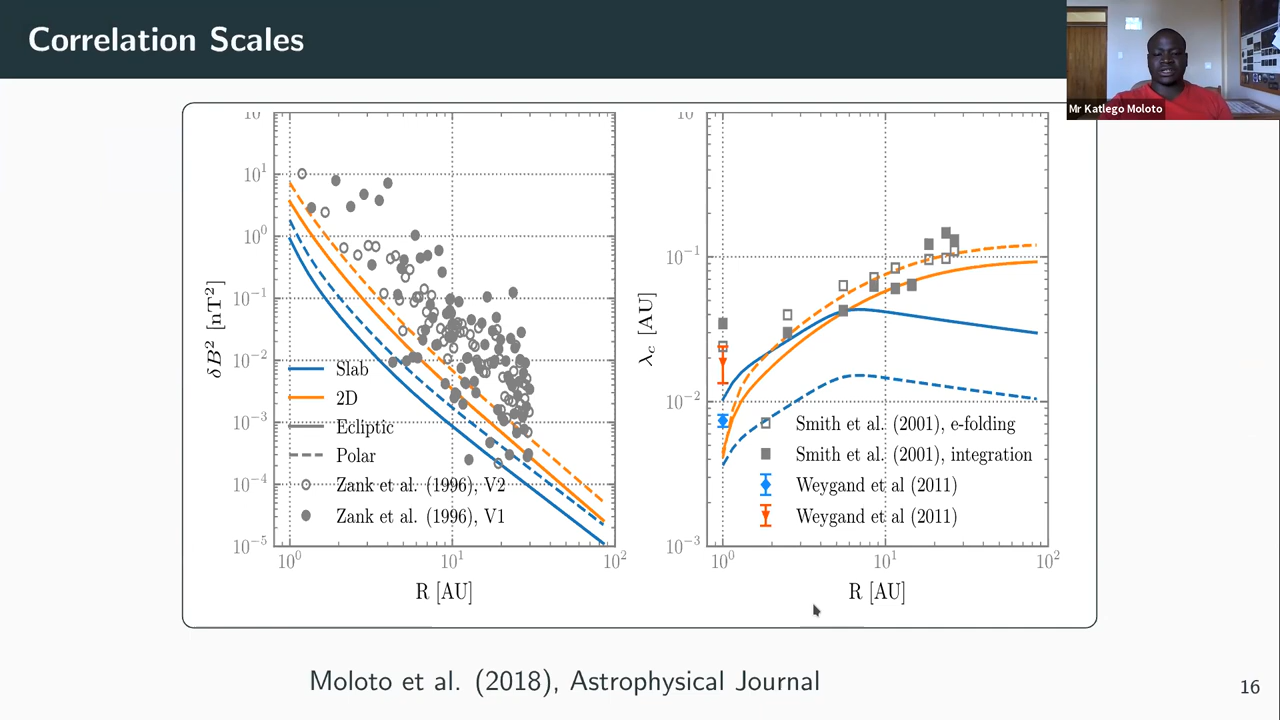 Correlation Scales
Mr Katlego Moloto
10
10¹
10⁰
10⁻¹
10⁻²
10⁻³
10⁻⁴
10⁻⁵
δB² [nT²]
Slab
2D
Ecliptic
Polar
Zank et al. (1996), V2
Zank et al. (1996), V1
10⁰
10¹
10²
R [AU]
10
10⁻¹
10⁻²
10⁻³
λc [AU]
Smith et al. (2001), e-folding
Smith et al. (2001), integration
Weygand et al (2011)
Weygand et al (2011)
10⁰
10¹
10²
R [AU]
Moloto et al. (2018), Astrophysical Journal
16